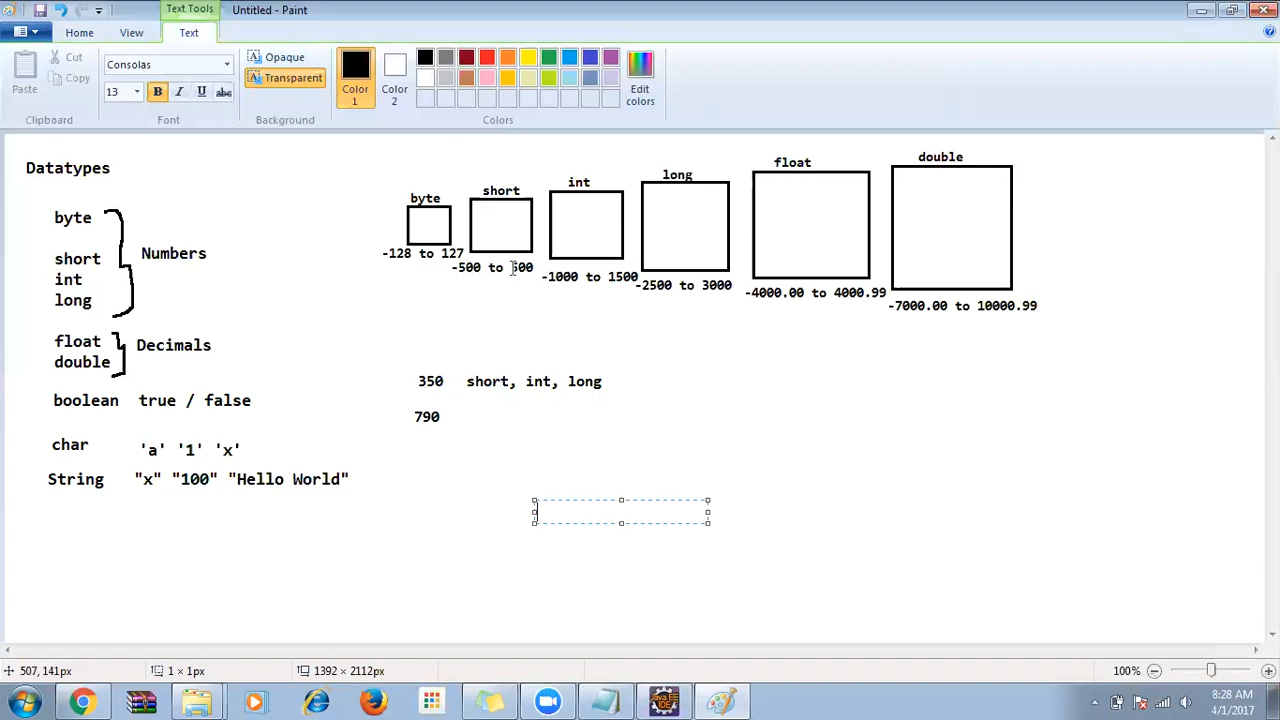 Text Tools
Untitled - Paint
Home
View
Text
Paste
Cut
Copy
Clipboard
Consolas
13
B I U abc
Font
Opaque
Transparent
Background
Color 1
Color 2
Colors
Edit colors
Datatypes
byte
short
int
long
Numbers
float
double
Decimals
boolean true / false
char 'a' '1' 'x'
String "x" "100" "Hello World"
byte
-128 to 127
short
-500 to 500
int
-1000 to 1500
long
-2500 to 3000
float
-4000.00 to 4000.99
double
-7000.00 to 10000.99
350 short, int, long
790
507, 141px
1 × 1px
1392 × 2112px
100%
Java EE
IDE
8:28 AM
4/1/2017